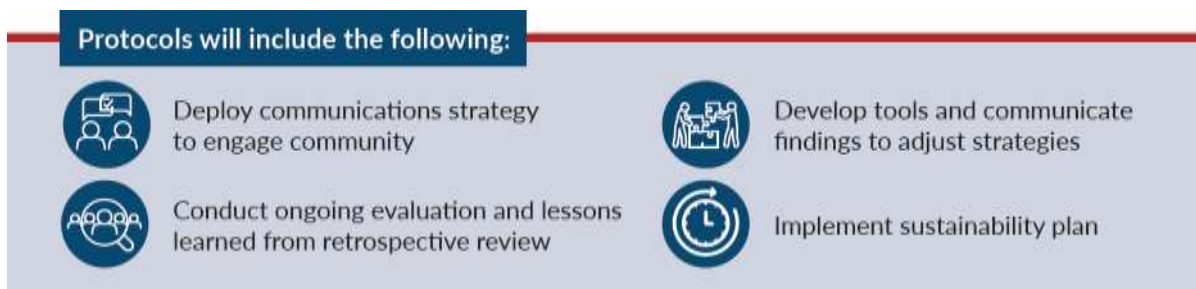 Protocols will include the following:
Deploy communications strategy
to engage community
Conduct ongoing evaluation and lessons
learned from retrospective review
Develop tools and communicate
findings to adjust strategies
Implement sustainability plan